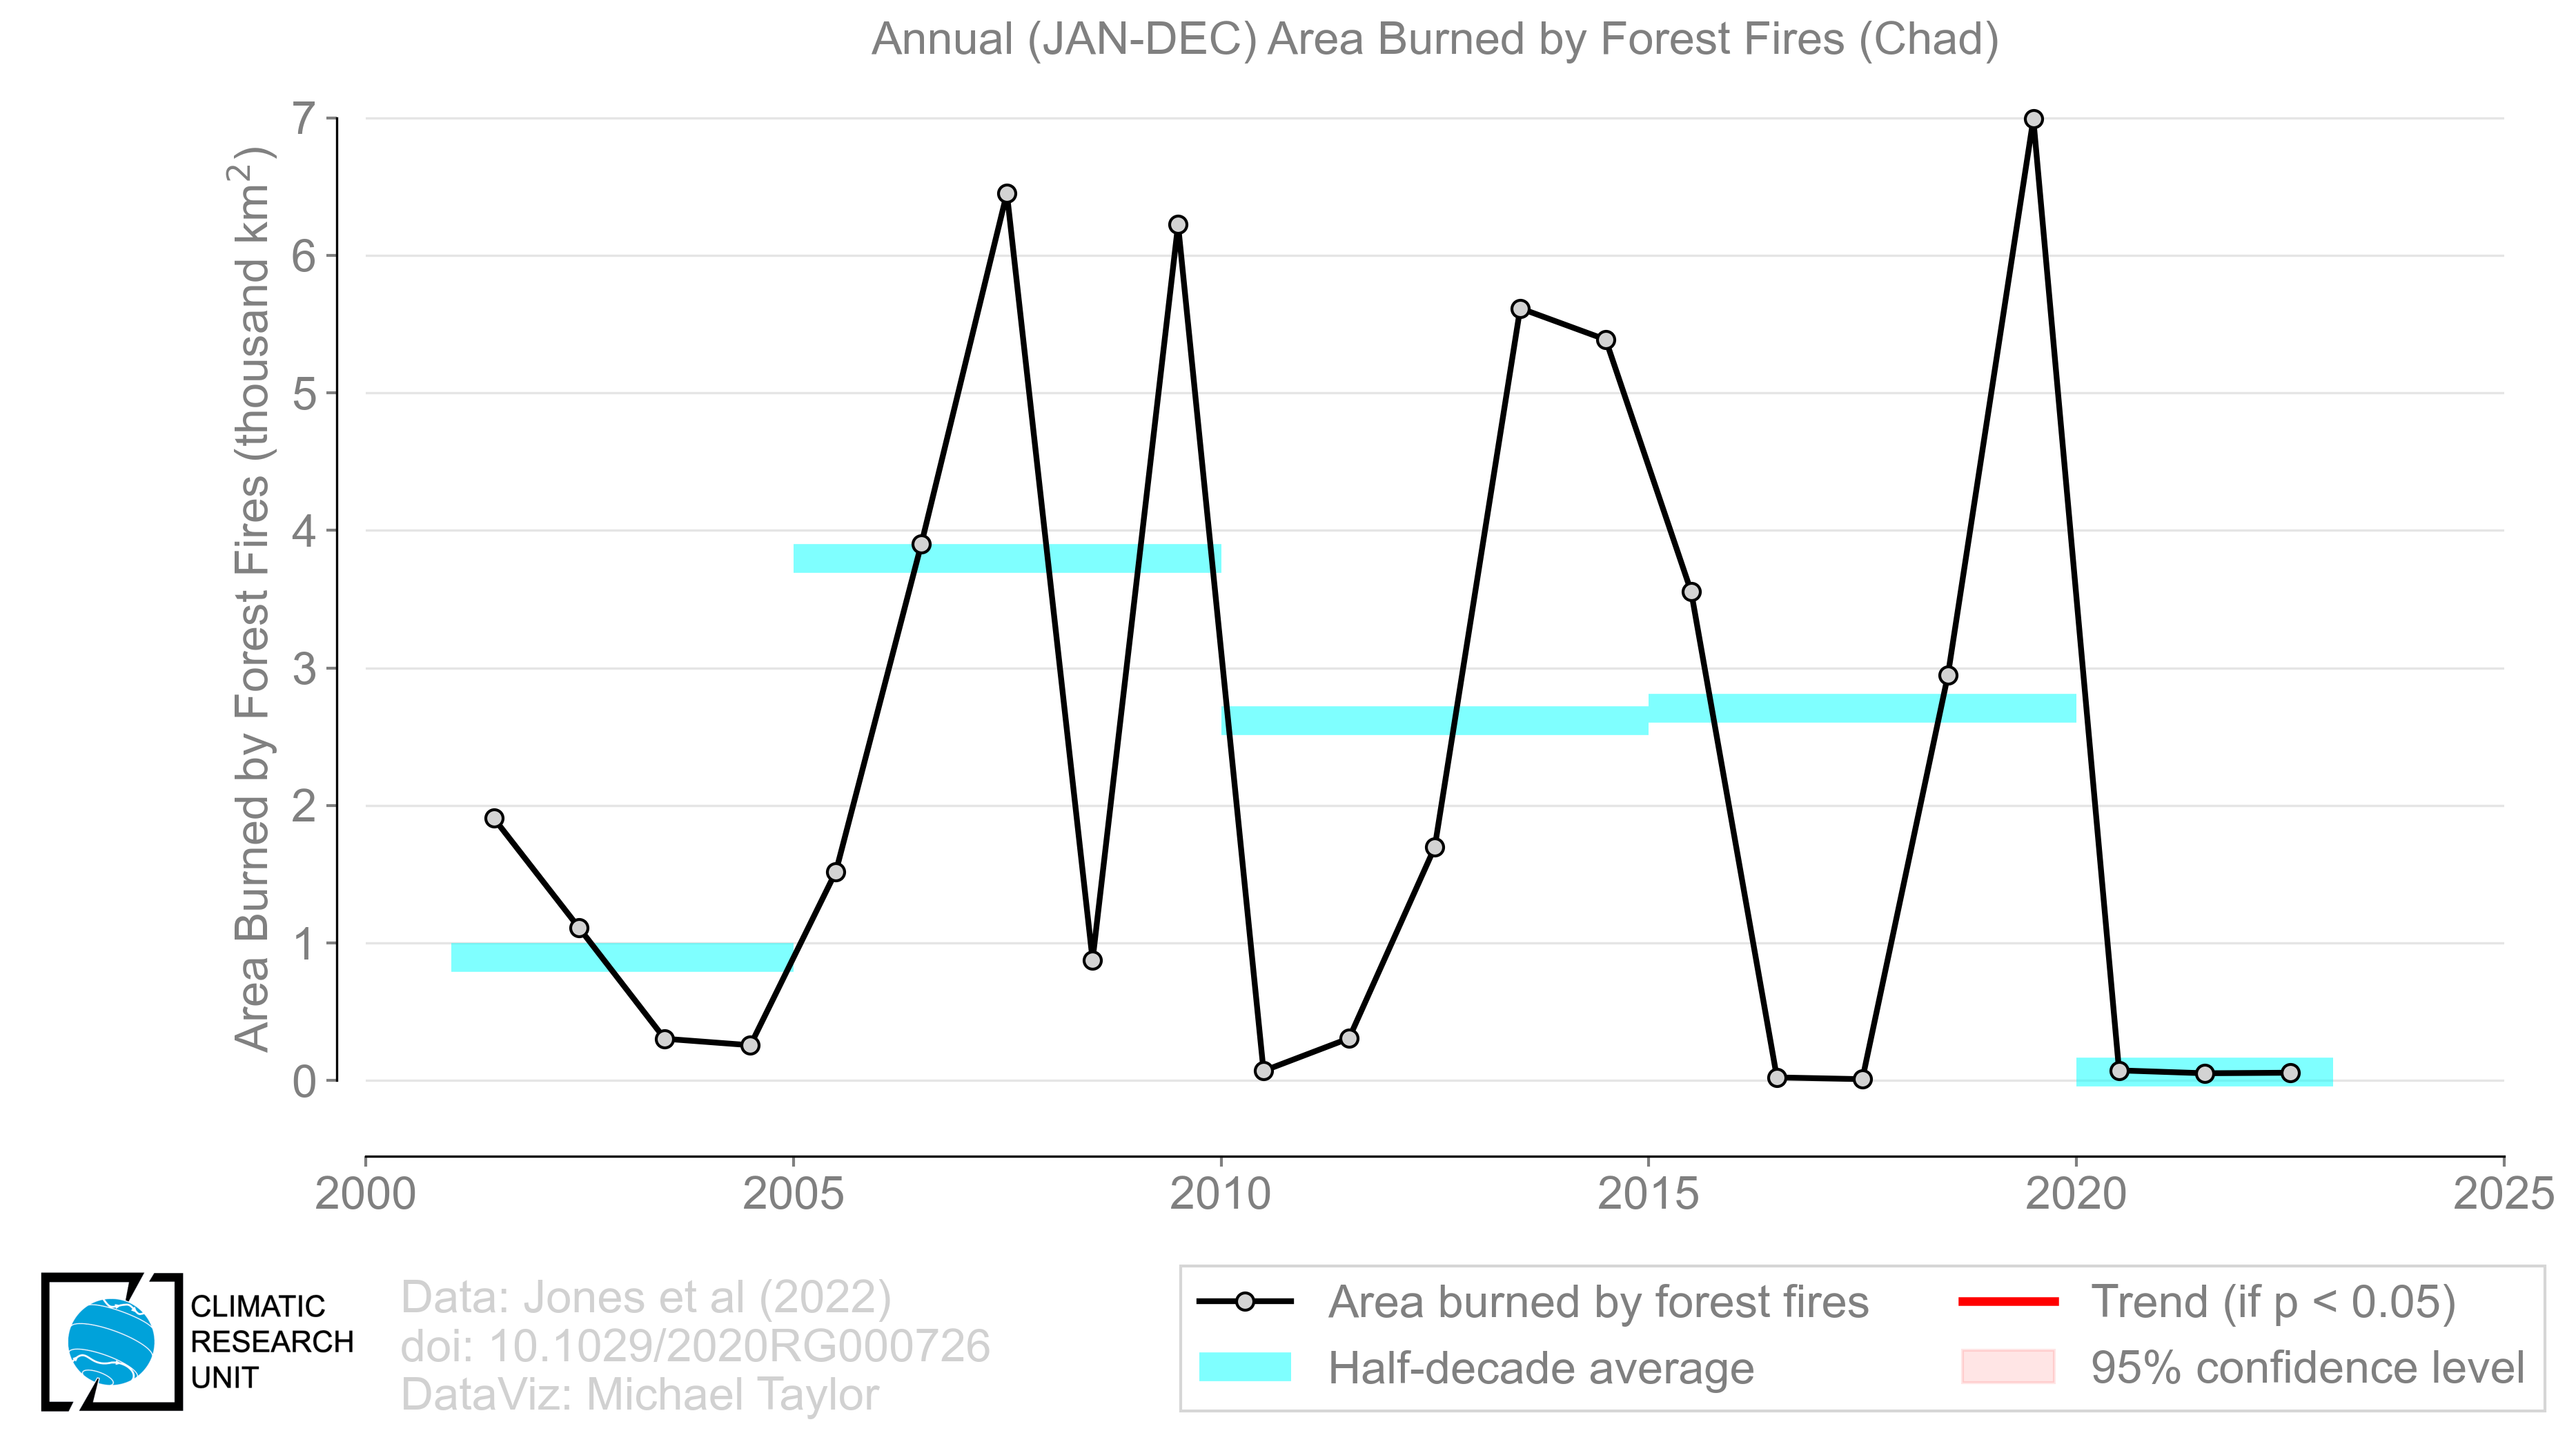 Annual (JAN-DEC) Area Burned by Forest Fires (Chad)
Area Burned by Forest Fires (thousand km²)
7
6
5
4
3
2
1
0
2000 2005 2010 2015 2020 2025
CLIMATIC
RESEARCH
UNIT
Data: Jones et al (2022)
doi: 10.1029/2020RG000726
DataViz: Michael Taylor
Area burned by forest fires
Half-decade average
Trend (if p < 0.05)
95% confidence level